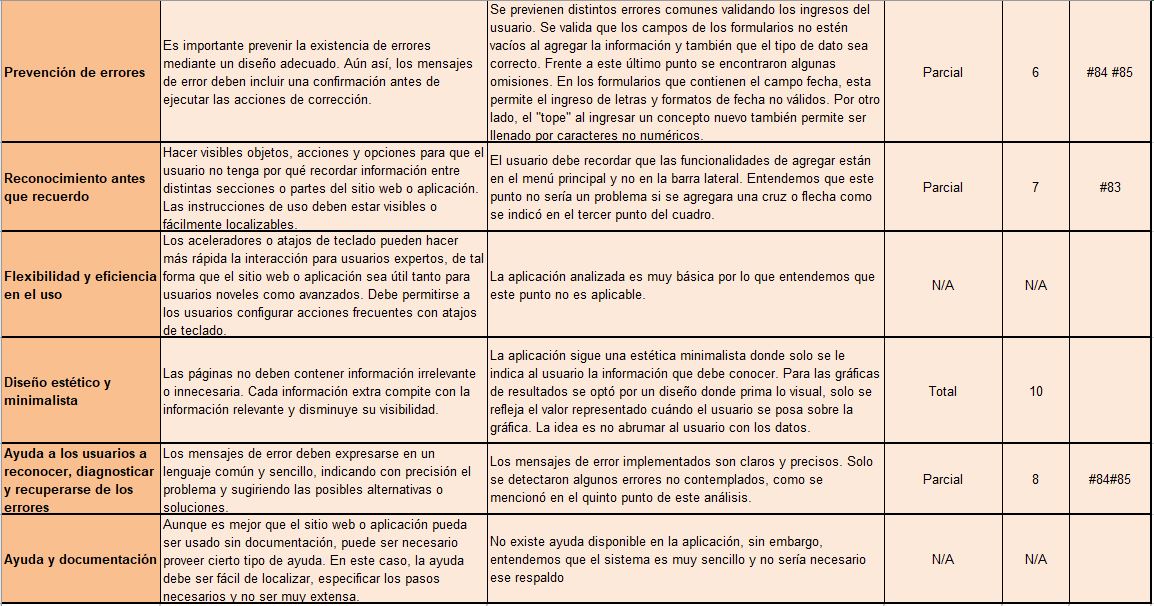 Prevención de errores
Es importante prevenir la existencia de errores
mediante un diseño adecuado. Aún así, los mensajes
de error deben incluir una confirmación antes de
ejecutar las acciones de corrección.
Se previenen distintos errores comunes validando los ingresos del
usuario. Se valida que los campos de los formularios no estén
vacíos al agregar la información y también que el tipo de dato sea
correcto. Frente a este último punto se encontraron algunas
omisiones. En los formularios que contienen el campo fecha, esta
permite el ingreso de letras y formatos de fecha no válidos. Por otro
lado, el "tope" al ingresar un concepto nuevo también permite ser
llenado por caracteres no numéricos.
Parcial
6
#84 #85
Reconocimiento antes
que recuerdo
Hacer visibles objetos, acciones y opciones para que el
usuario no tenga por qué recordar información entre
distintas secciones o partes del sitio web o aplicación.
Las instrucciones de uso deben estar visibles o
fácilmente localizables.
El usuario debe recordar que las funcionalidades de agregar están
en el menú principal y no en la barra lateral. Entendemos que este
punto no sería un problema si se agregara una cruz o flecha como
se indicó en el tercer punto del cuadro.
Parcial
7
#83
Flexibilidad y eficiencia
en el uso
Los aceleradores o atajos de teclado pueden hacer
más rápida la interacción para usuarios expertos, de tal
forma que el sitio web o aplicación sea útil tanto para
usuarios noveles como avanzados. Debe permitirse a
los usuarios configurar acciones frecuentes con atajos
de teclado.
La aplicación analizada es muy básica por lo que entendemos que
este punto no es aplicable.
N/A
N/A
Diseño estético y
minimalista
Las páginas no deben contener información irrelevante
o innecesaria. Cada información extra compite con la
información relevante y disminuye su visibilidad.
La aplicación sigue una estética minimalista donde solo se le
indica al usuario la información que debe conocer. Para las gráficas
de resultados se optó por un diseño donde prima lo visual, solo se
refleja el valor representado cuándo el usuario se posa sobre la
gráfica. La idea es no abrumar al usuario con los datos.
Total
10
Ayuda a los usuarios a
reconocer, diagnosticar
y recuperarse de los
errores
Los mensajes de error deben expresarse en un
lenguaje común y sencillo, indicando con precisión el
problema y sugiriendo las posibles alternativas o
soluciones.
Los mensajes de error implementados son claros y precisos. Solo
se detectaron algunos errores no contemplados, como se
mencionó en el quinto punto de este análisis.
Parcial
8
#84#85
Ayuda y documentación
Aunque es mejor que el sitio web o aplicación pueda
ser usado sin documentación, puede ser necesario
proveer cierto tipo de ayuda. En este caso, la ayuda
debe ser fácil de localizar, especificar los pasos
necesarios y no ser muy extensa.
No existe ayuda disponible en la aplicación, sin embargo,
entendemos que el sistema es muy sencillo y no sería necesario
ese respaldo
N/A
N/A